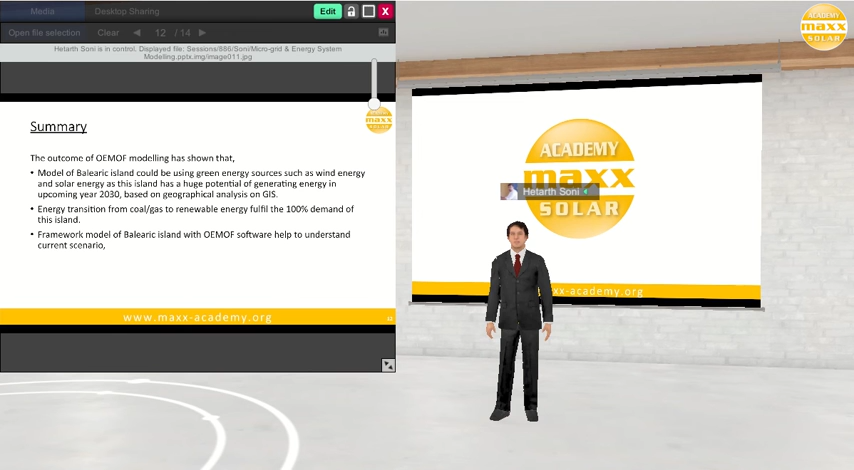 Media
Desktop Sharing
Edit
X
Open file selection
Clear
12 / 14
Hetarth Soni is in control. Displayed file: Sessions/886/Soni/Micro-grid & Energy System
Modelling.pptx.img/image011.jpg
maxx
SOLAR
Summary
The outcome of OEMOF modelling has shown that,
• Model of Balearic island could be using green energy sources such as wind energy
and solar energy as this island has a huge potential of generating energy in
upcoming year 2030, based on geographical analysis on GIS.
• Energy transition from coal/gas to renewable energy fulfil the 100% demand of
this island.
• Framework model of Balearic island with OEMOF software help to understand
current scenario,
www.maxx-academy.org
ACADEMY
maxx
SOLAR
Hetarth Soni
xx-academy.org
ACADEMY
maxx
SOLAR